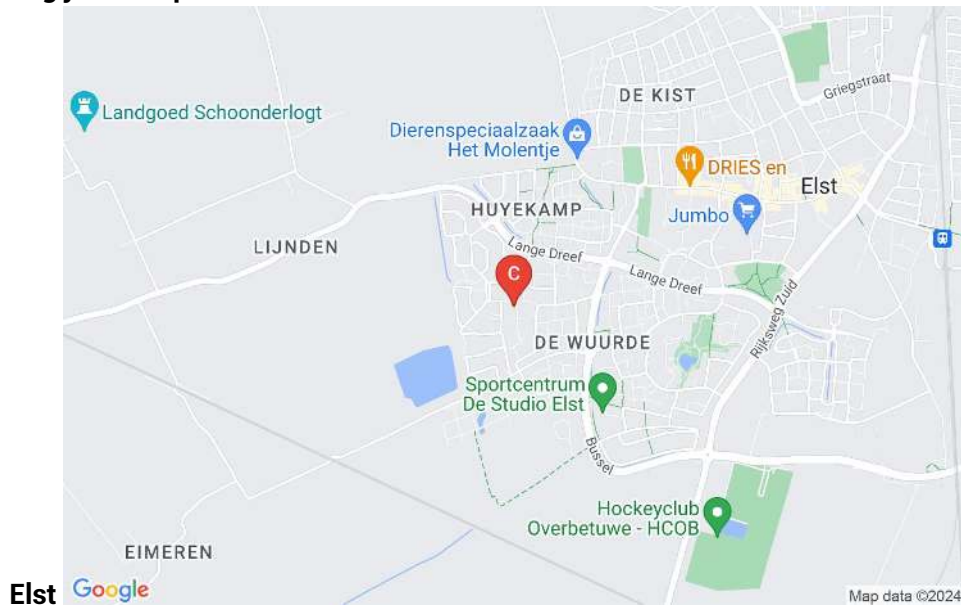 DE KIST
Griegstraat
Landgoed Schoonderlogt
Dierenspeciaalzaak
Het Molentje
DRIES en
Elst
HUYEKAMP
Jumbo
LIJNDEN
Lange Dreef
Lange Dreef
C
Rijksweg Zuid
DE WUURDE
Sportcentrum
De Studio Elst
Bussel
Hockeyclub
Overbetuwe - HCOB
EIMEREN
Elst
Google
Map data ©2024